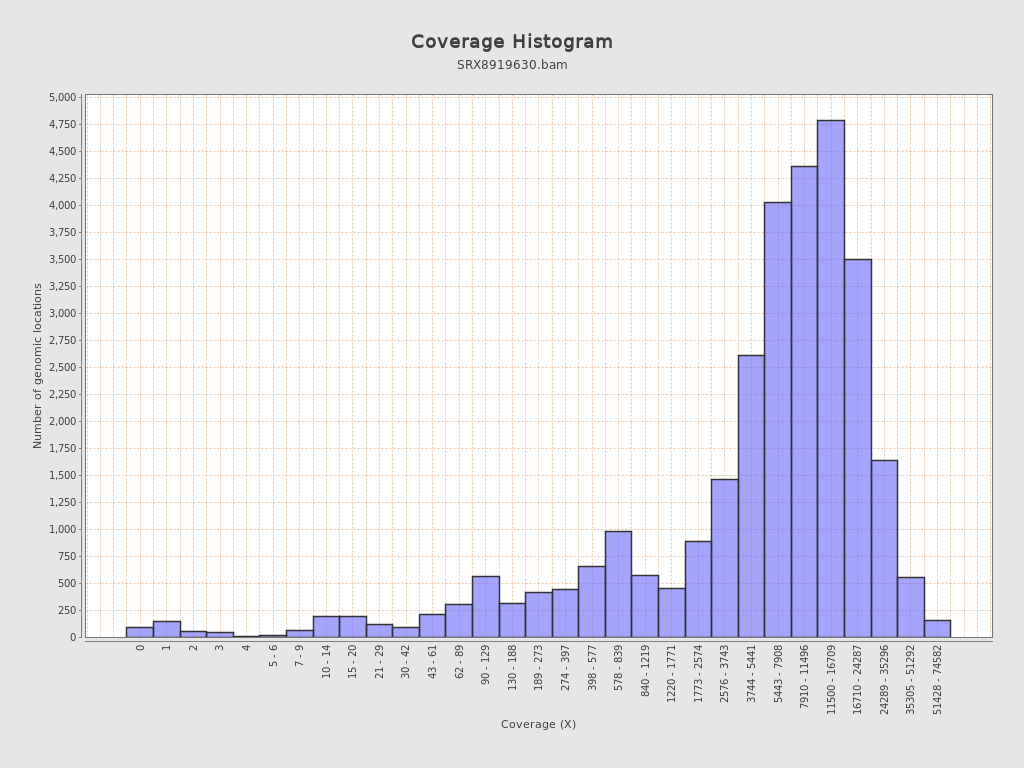 Coverage Histogram
SRX8919630.bam
5,000
4,750
4,500
4,250
4,000
3,750
3,500
3,250
3,000
2,750
2,500
2,250
2,000
1,750
1,500
1,250
1,000
750
500
250
0
Number of genomic locations
0
1
2
3
4
5 - 6
7 - 9
10 - 14
15 - 20
21 - 29
30 - 42
43 - 61
62 - 89
90 - 129
130 - 188
189 - 273
274 - 397
398 - 577
578 - 839
840 - 1219
1220 - 1771
1773 - 2574
2576 - 3743
3744 - 5441
5443 - 7908
7910 - 11496
11500 - 16709
16710 - 24287
24289 - 35296
35305 - 51292
51428 - 74582
Coverage (X)